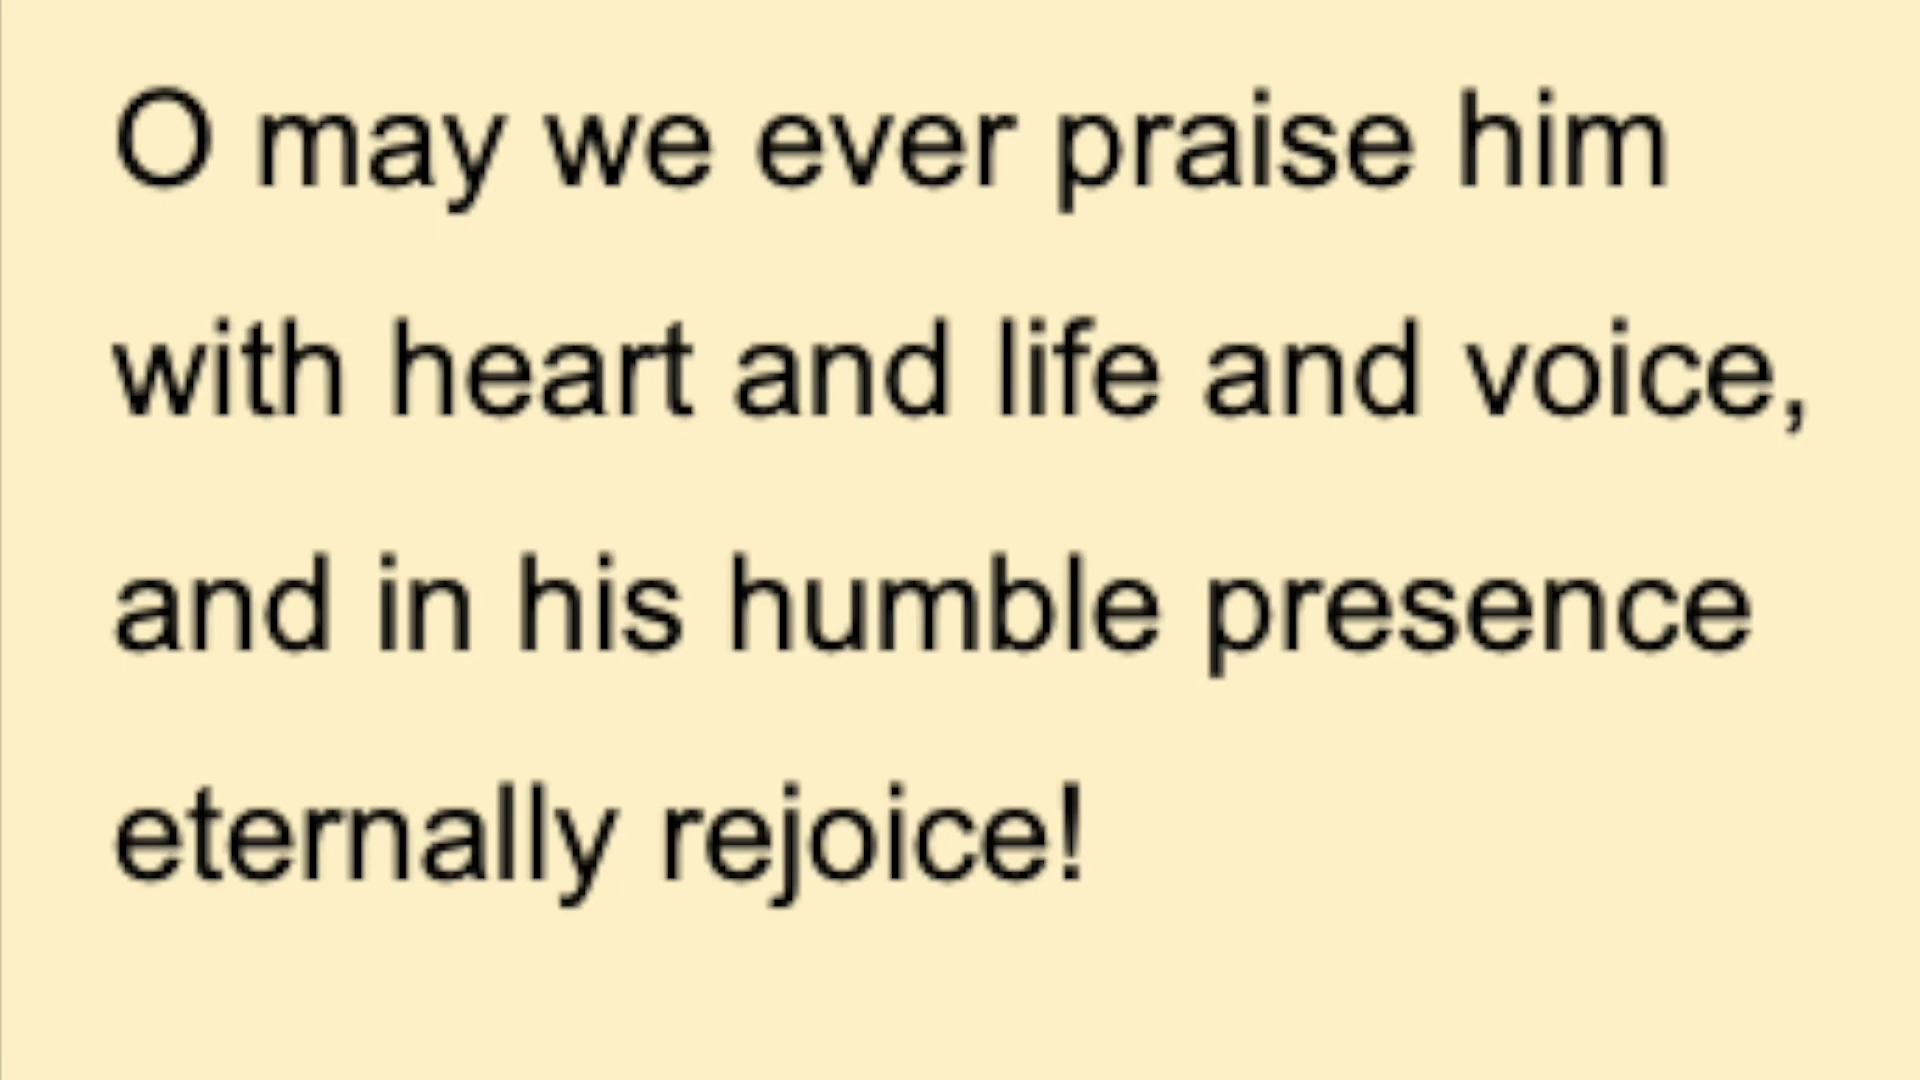 O may we ever praise him
with heart and life and voice,
and in his humble presence
eternally rejoice!